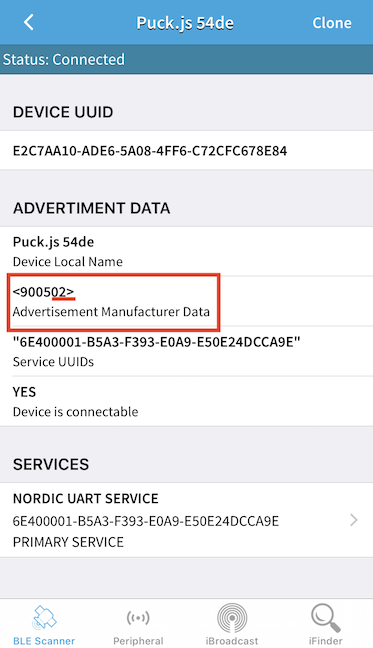 Puck.js 54de
Clone
Status: Connected
DEVICE UUID
E2C7AA10-ADE6-5A08-4FF6-C72CFC678E84
ADVERTIMENT DATA
Puck.js 54de
Device Local Name
<900502>
Advertisement Manufacturer Data
"6E400001-B5A3-F393-E0A9-E50E24DCCA9E"
Service UUIDs
YES
Device is connectable
SERVICES
NORDIC UART SERVICE
6E400001-B5A3-F393-E0A9-E50E24DCCA9E
PRIMARY SERVICE
BLE Scanner
Peripheral
iBroadcast
iFinder